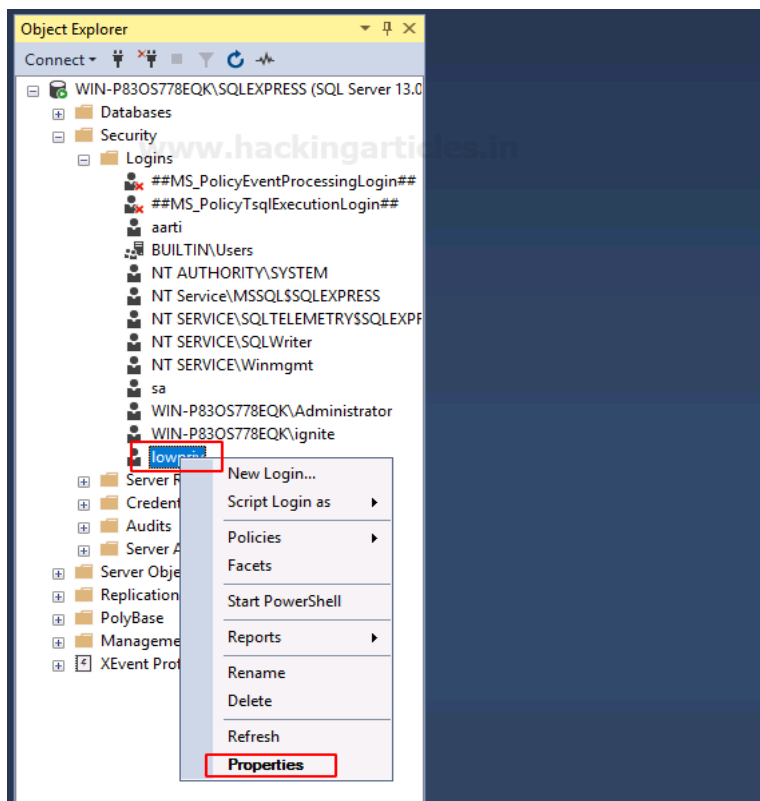 Object Explorer
Connect
WIN-P83OS778EQK\SQLEXPRESS (SQL Server 13.0
Databases
Security
www.hackingarticles.in
Logins
##MS_PolicyEventProcessingLogin##
##MS_PolicyTsqlExecutionLogin##
aarti
BUILTIN\Users
NT AUTHORITY\SYSTEM
NT Service\MSSQL$SQLEXPRESS
NT SERVICE\SQLTELEMETRY$SQLEXPR
NT SERVICE\SQLWriter
NT SERVICE\Winmgmt
sa
WIN-P83OS778EQK\Administrator
WIN-P83OS778EQK\ignite
lowpriv
Server R
Credent
Audits
Server A
Server Obje
Replication
PolyBase
Manageme
XEvent Prof
New Login...
Script Login as
Policies
Facets
Start PowerShell
Reports
Rename
Delete
Refresh
Properties